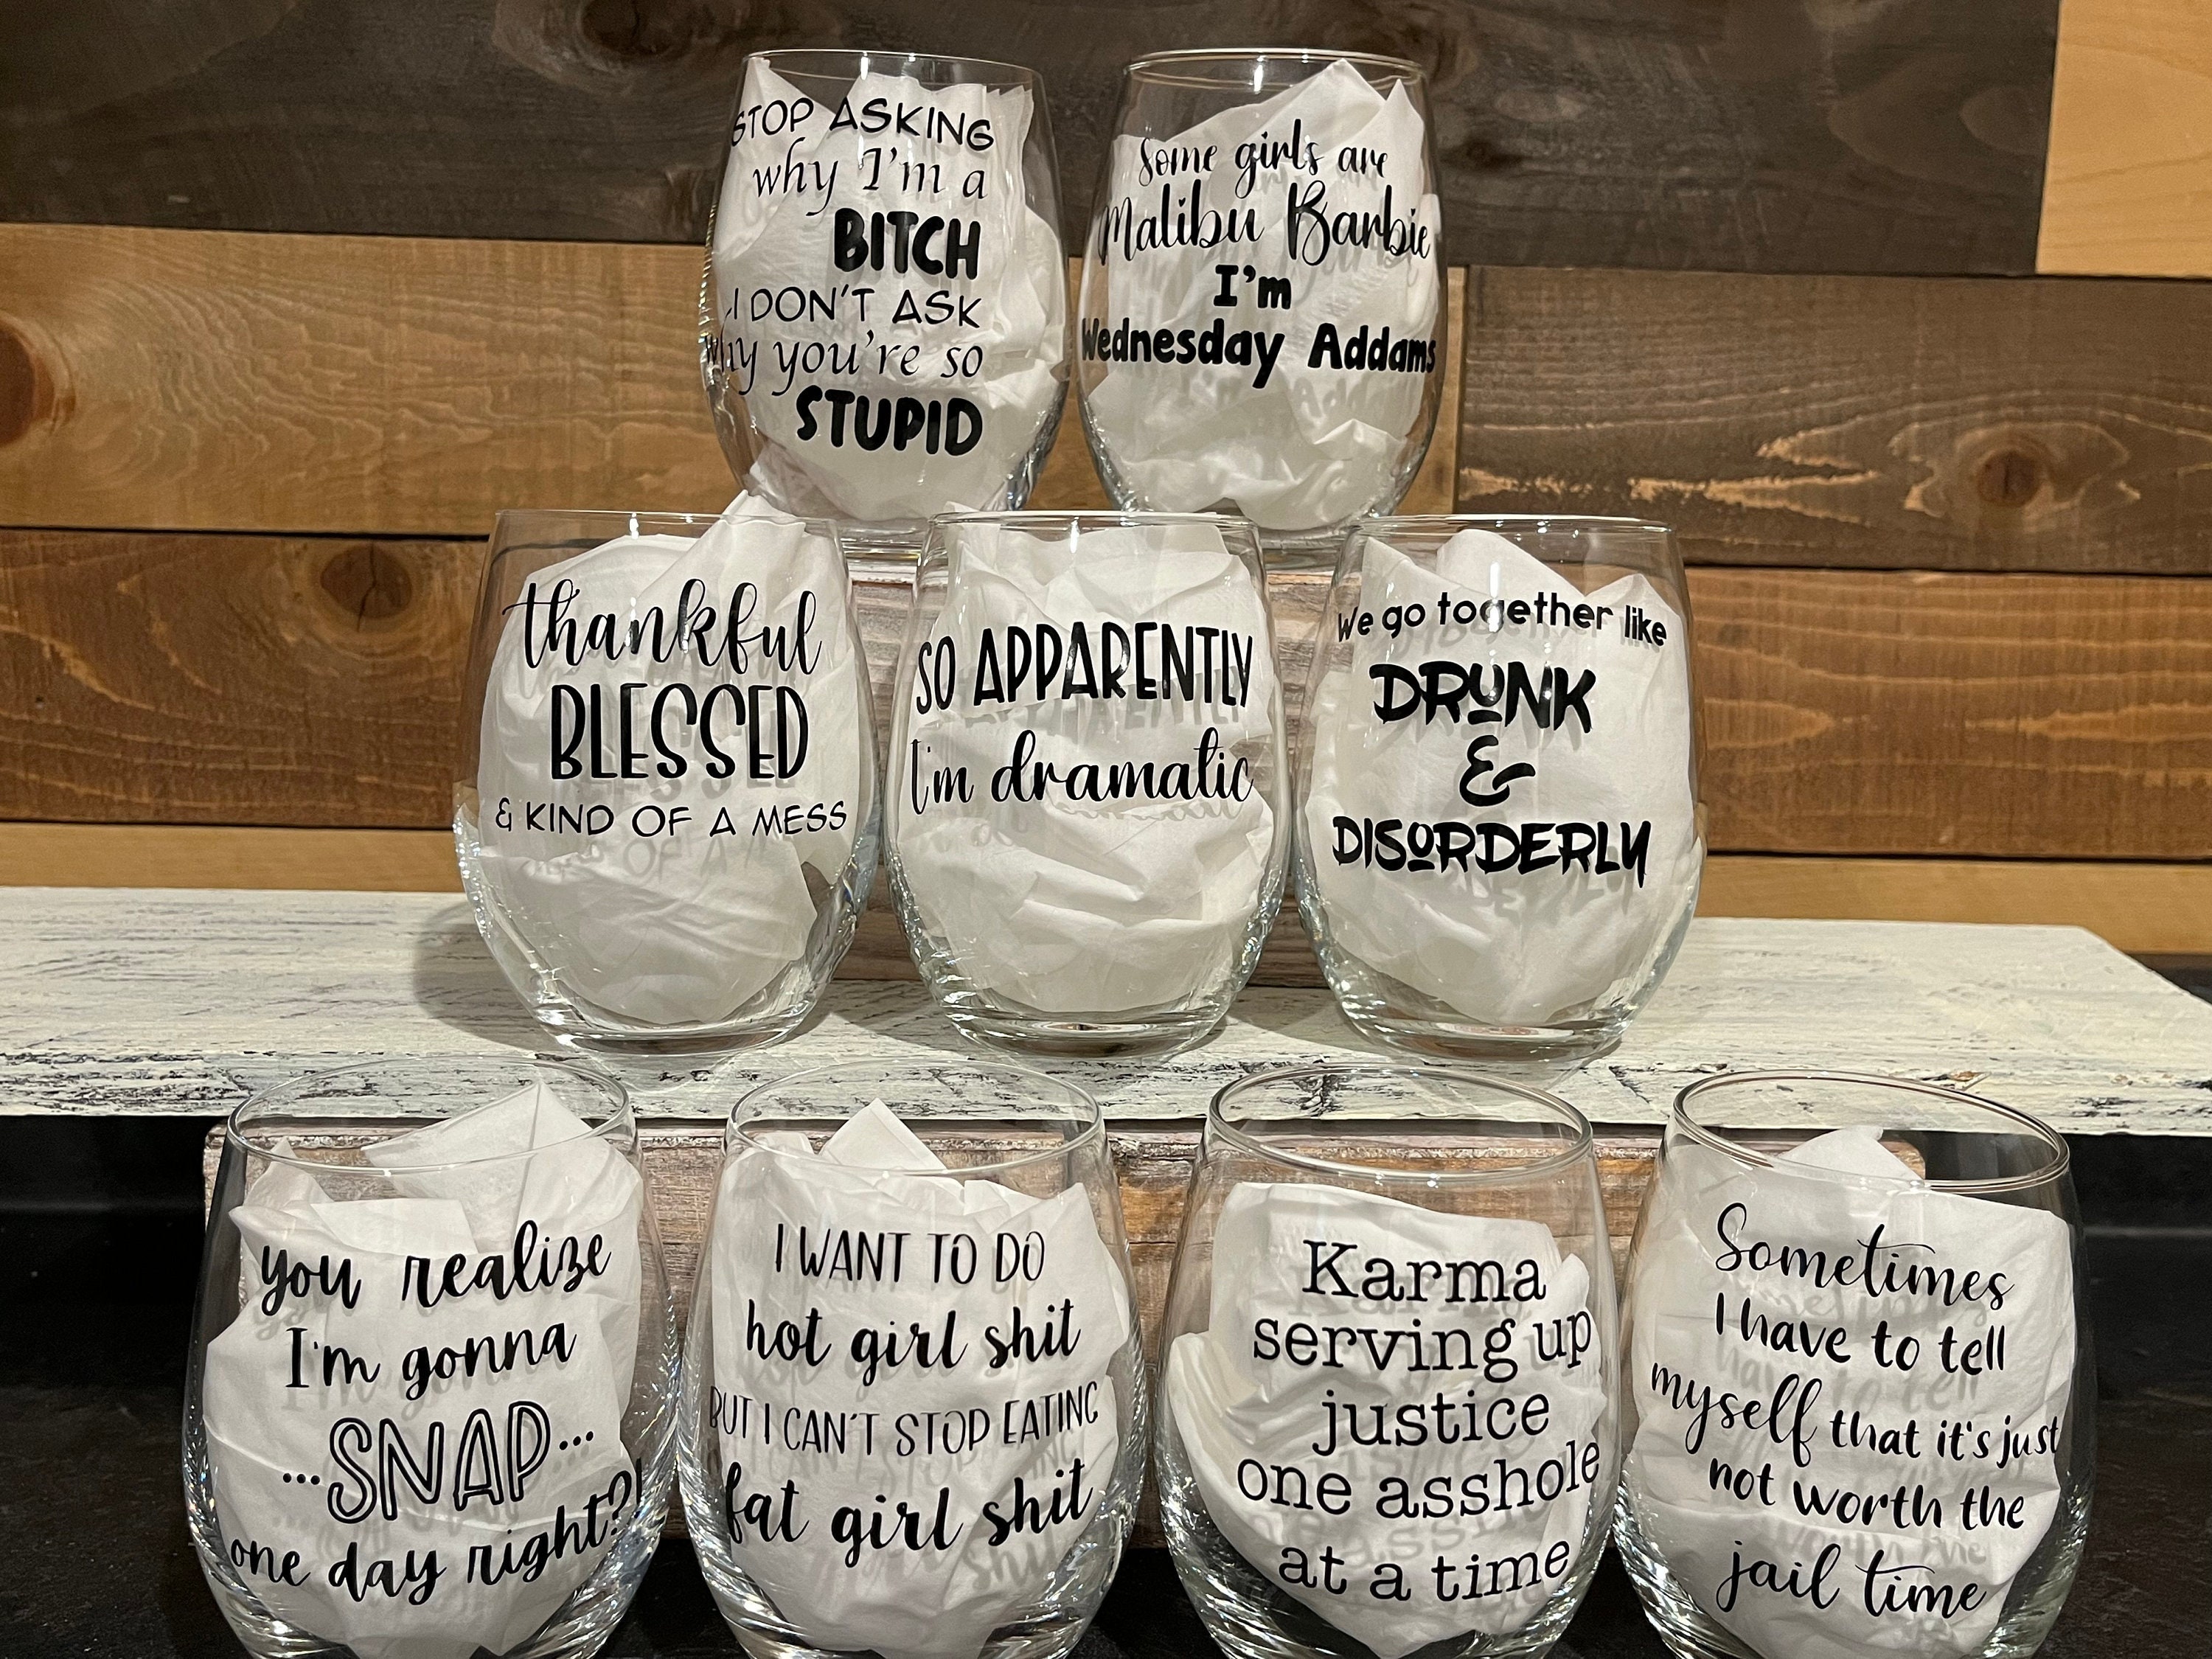 STOP ASKING
why I'm a
BITCH
I DON'T ASK
why you're so
STUPID
Some girls are
Malibu Barbie
I'm
Wednesday Addams
thankful
BLESSED
& KIND OF A MESS
SO APPARENTLY
I'm dramatic
We go together like
DRUNK
&
DISORDERLY
you realize
I'm gonna
...SNAP...
one day right?!
I WANT TO DO
hot girl shit
BUT I CAN'T STOP EATING
fat girl shit
Karma
serving up
justice
one asshole
at a time
Sometimes
I have to tell
myself that it's just
not worth the
jail time